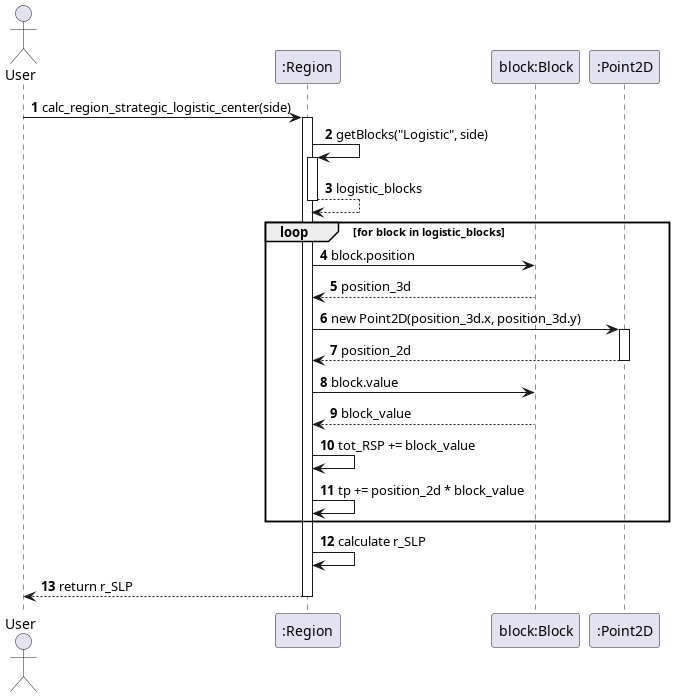 User
:Region
block:Block
:Point2D
1 calc_region_strategic_logistic_center(side)
2 getBlocks("Logistic", side)
3 logistic_blocks
loop [for block in logistic_blocks]
4 block.position
5 position_3d
6 new Point2D(position_3d.x, position_3d.y)
7 position_2d
8 block.value
9 block_value
10 tot_RSP += block_value
11 tp += position_2d * block_value
12 calculate r_SLP
13 return r_SLP
User
:Region
block:Block
:Point2D